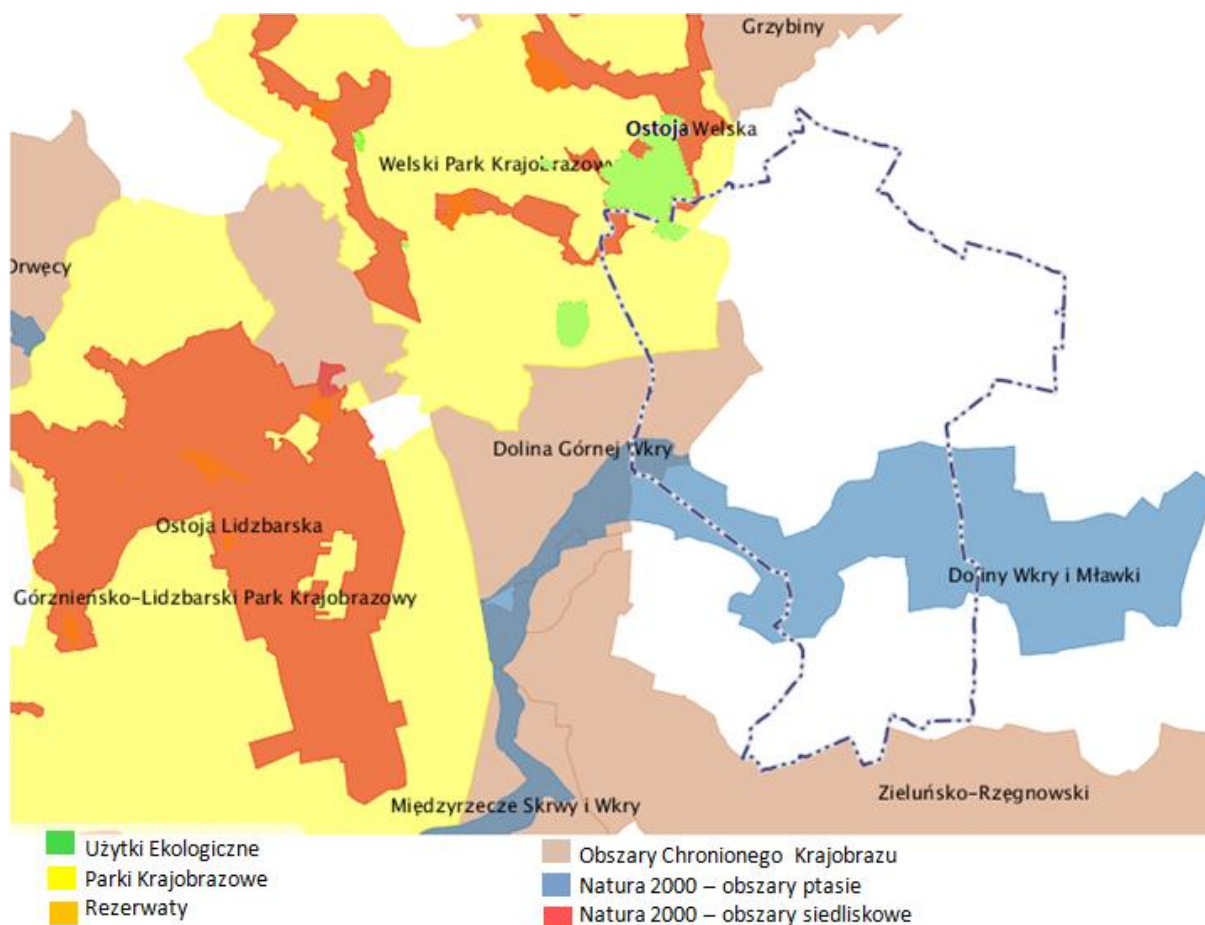 Grzybiny
Ostoja Welska
Welski Park Krajobrazowy
Drwęcy
Dolina Górnej Wkry
Ostoja Lidzbarska
Doliny Wkry i Mławki
Górznieńsko-Lidzbarski Park Krajobrazowy
Zieluńsko-Rzęgnowski
Międzyrzecze Skrwy i Wkry
Użytki Ekologiczne
Parki Krajobrazowe
Rezerwaty
Obszary Chronionego Krajobrazu
Natura 2000 – obszary ptasie
Natura 2000 – obszary siedliskowe